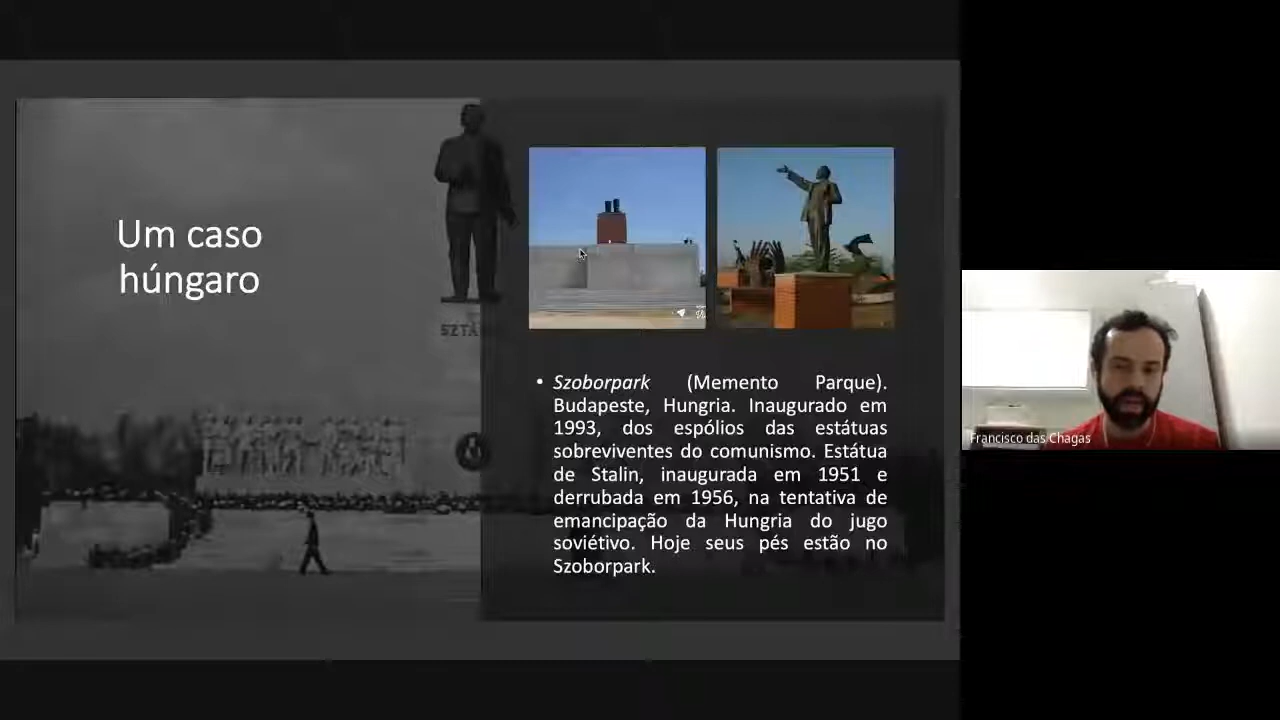 Um caso
húngaro
SZTÁ
• Szoborpark (Memento Parque).
Budapeste, Hungria. Inaugurado em
1993, dos espólios das estátuas
sobreviventes do comunismo. Estátua
de Stalin, inaugurada em 1951 e
derrubada em 1956, na tentativa de
emancipação da Hungria do jugo
soviétivo. Hoje seus pés estão no
Szoborpark.
Francisco das Chagas